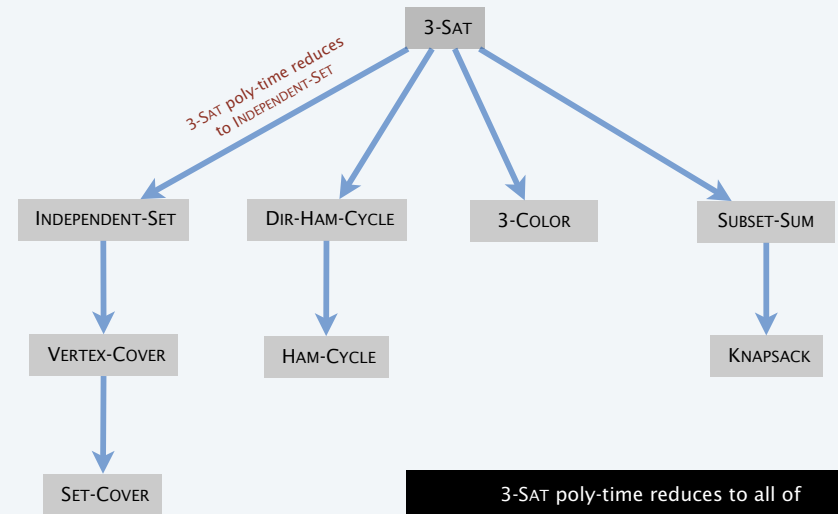 3-SAT
3-SAT poly-time reduces
to INDEPENDENT-SET
INDEPENDENT-SET
DIR-HAM-CYCLE
3-COLOR
SUBSET-SUM
VERTEX-COVER
HAM-CYCLE
KNAPSACK
SET-COVER
3-SAT poly-time reduces to all of